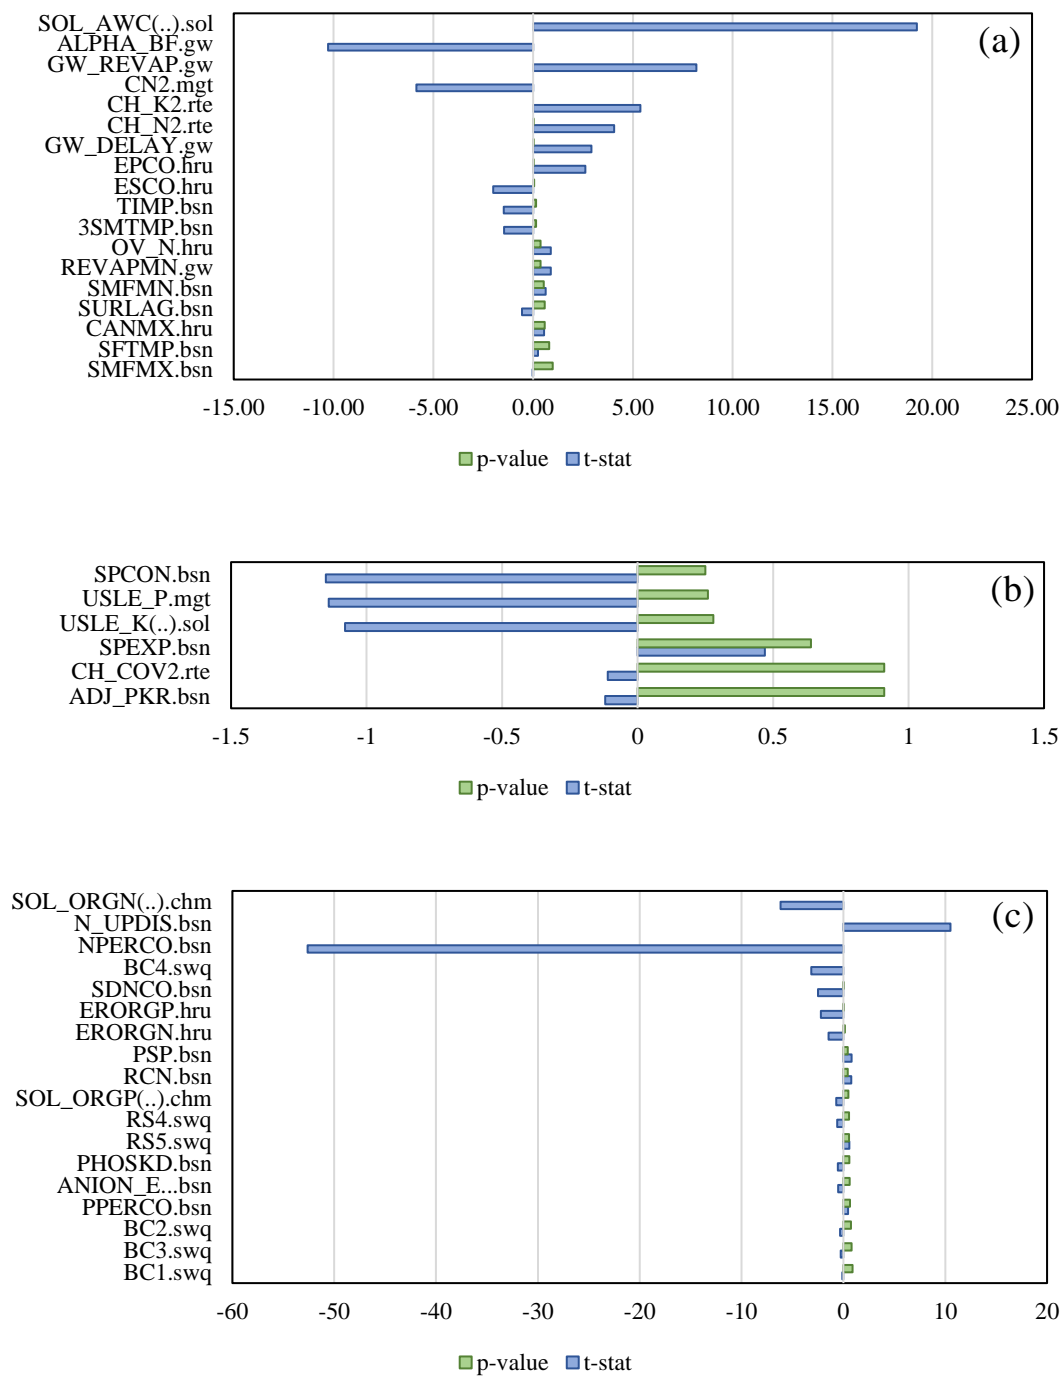 SOL_AWC(..).sol
(a)
ALPHA_BF.gw
GW_REVAP.gw
CN2.mgt
CH_K2.rte
CH_N2.rte
GW_DELAY.gw
EPCO.hru
ESCO.hru
TIMP.bsn
3SMTMP.bsn
OV_N.hru
REVAPMN.gw
SMFMN.bsn
SURLAG.bsn
CANMX.hru
SFTMP.bsn
SMFMX.bsn
-15.00 -10.00 -5.00 0.00 5.00 10.00 15.00 20.00 25.00
p-value t-stat
SPCON.bsn
(b)
USLE_P.mgt
USLE_K(..).sol
SPEXP.bsn
CH_COV2.rte
ADJ_PKR.bsn
-1.5 -1 -0.5 0 0.5 1 1.5
p-value t-stat
SOL_ORGN(..).chm
(c)
N_UPDIS.bsn
NPERCO.bsn
BC4.swq
SDNCO.bsn
ERORGP.hru
ERORGN.hru
PSP.bsn
RCN.bsn
SOL_ORGP(..).chm
RS4.swq
RS5.swq
PHOSKD.bsn
ANION_E...bsn
PPERCO.bsn
BC2.swq
BC3.swq
BC1.swq
-60 -50 -40 -30 -20 -10 0 10 20
p-value t-stat